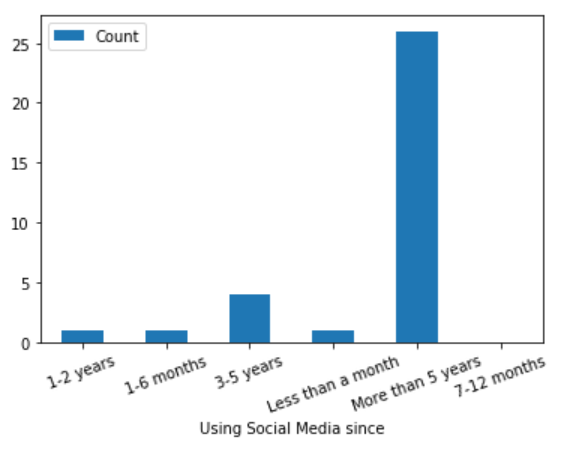 Count
25
20
15
10
5
0
1-2 years
1-6 months
3-5 years
Less than a month
More than 5 years
7-12 months
Using Social Media since